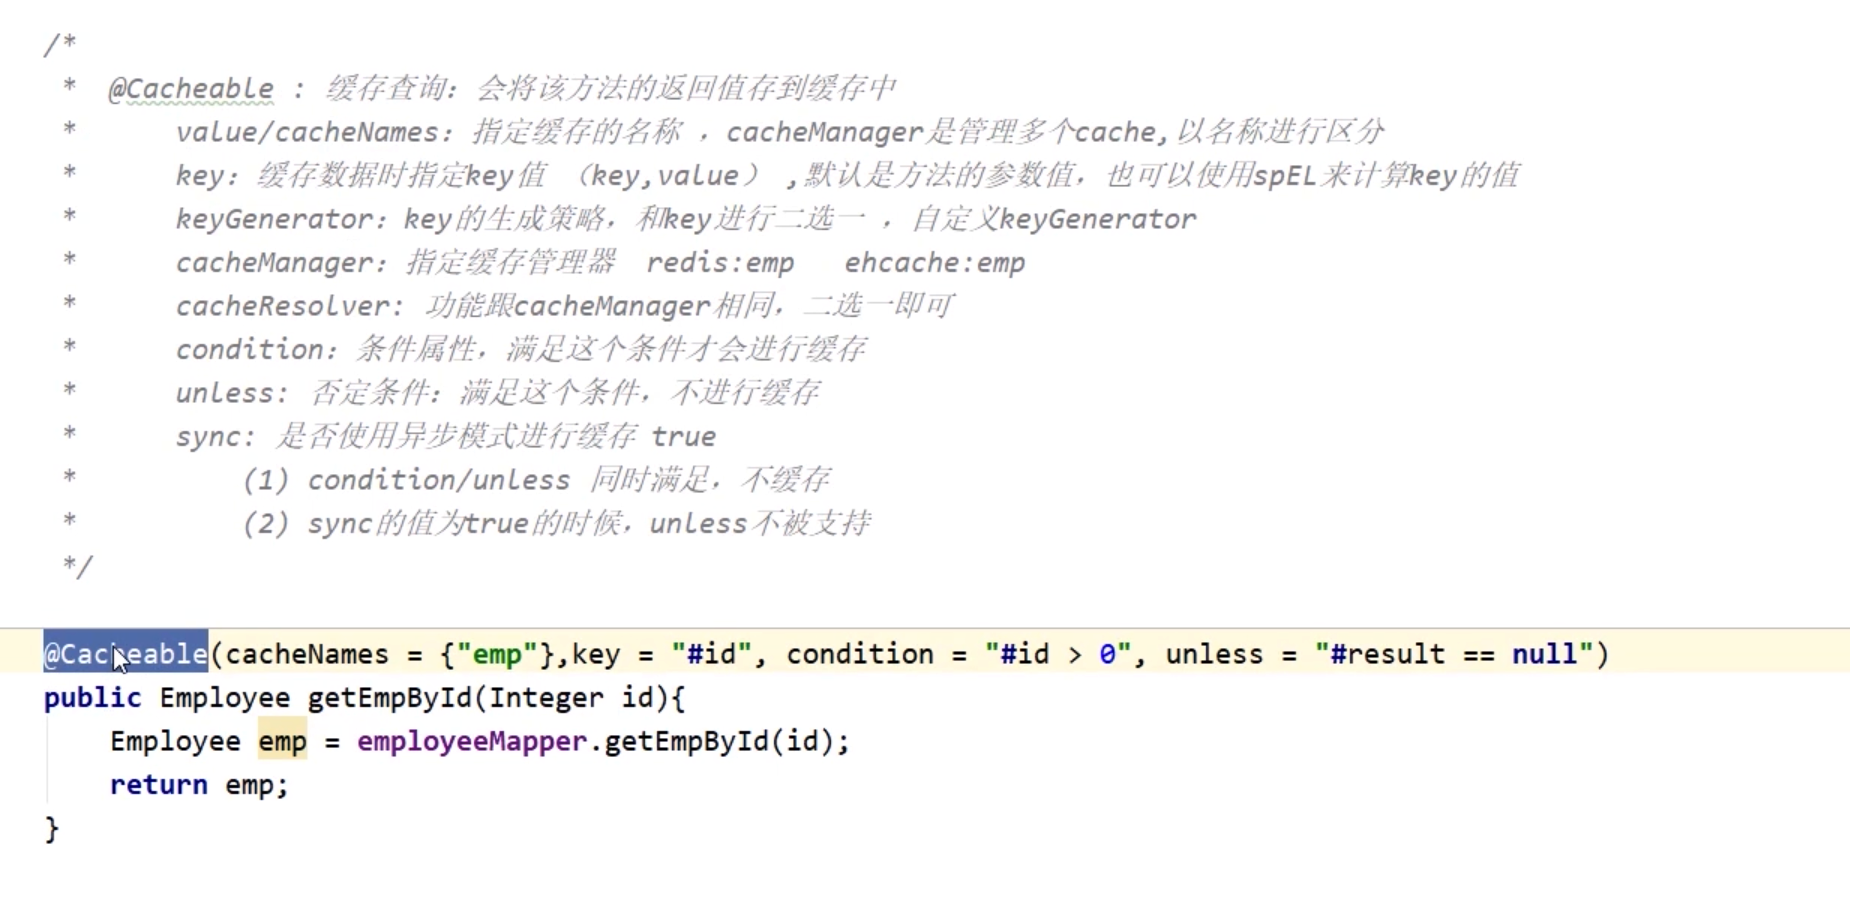 /*
* @Cacheable : 缓存查询：会将该方法的返回值存到缓存中
* value/cacheNames：指定缓存的名称 ，cacheManager是管理多个cache,以名称进行区分
* key：缓存数据时指定key值 （key,value） ,默认是方法的参数值，也可以使用spEL来计算key的值
* keyGenerator：key的生成策略，和key进行二选一 ，自定义keyGenerator
* cacheManager：指定缓存管理器 redis:emp ehcache:emp
* cacheResolver: 功能跟cacheManager相同，二选一即可
* condition：条件属性，满足这个条件才会进行缓存
* unless: 否定条件：满足这个条件，不进行缓存
* sync: 是否使用异步模式进行缓存 true
* (1) condition/unless 同时满足，不缓存
* (2) sync的值为true的时候，unless不被支持
*/
@Cacheable(cacheNames = {"emp"},key = "#id", condition = "#id > 0", unless = "#result == null")
public Employee getEmpById(Integer id){
Employee emp = employeeMapper.getEmpById(id);
return emp;
}